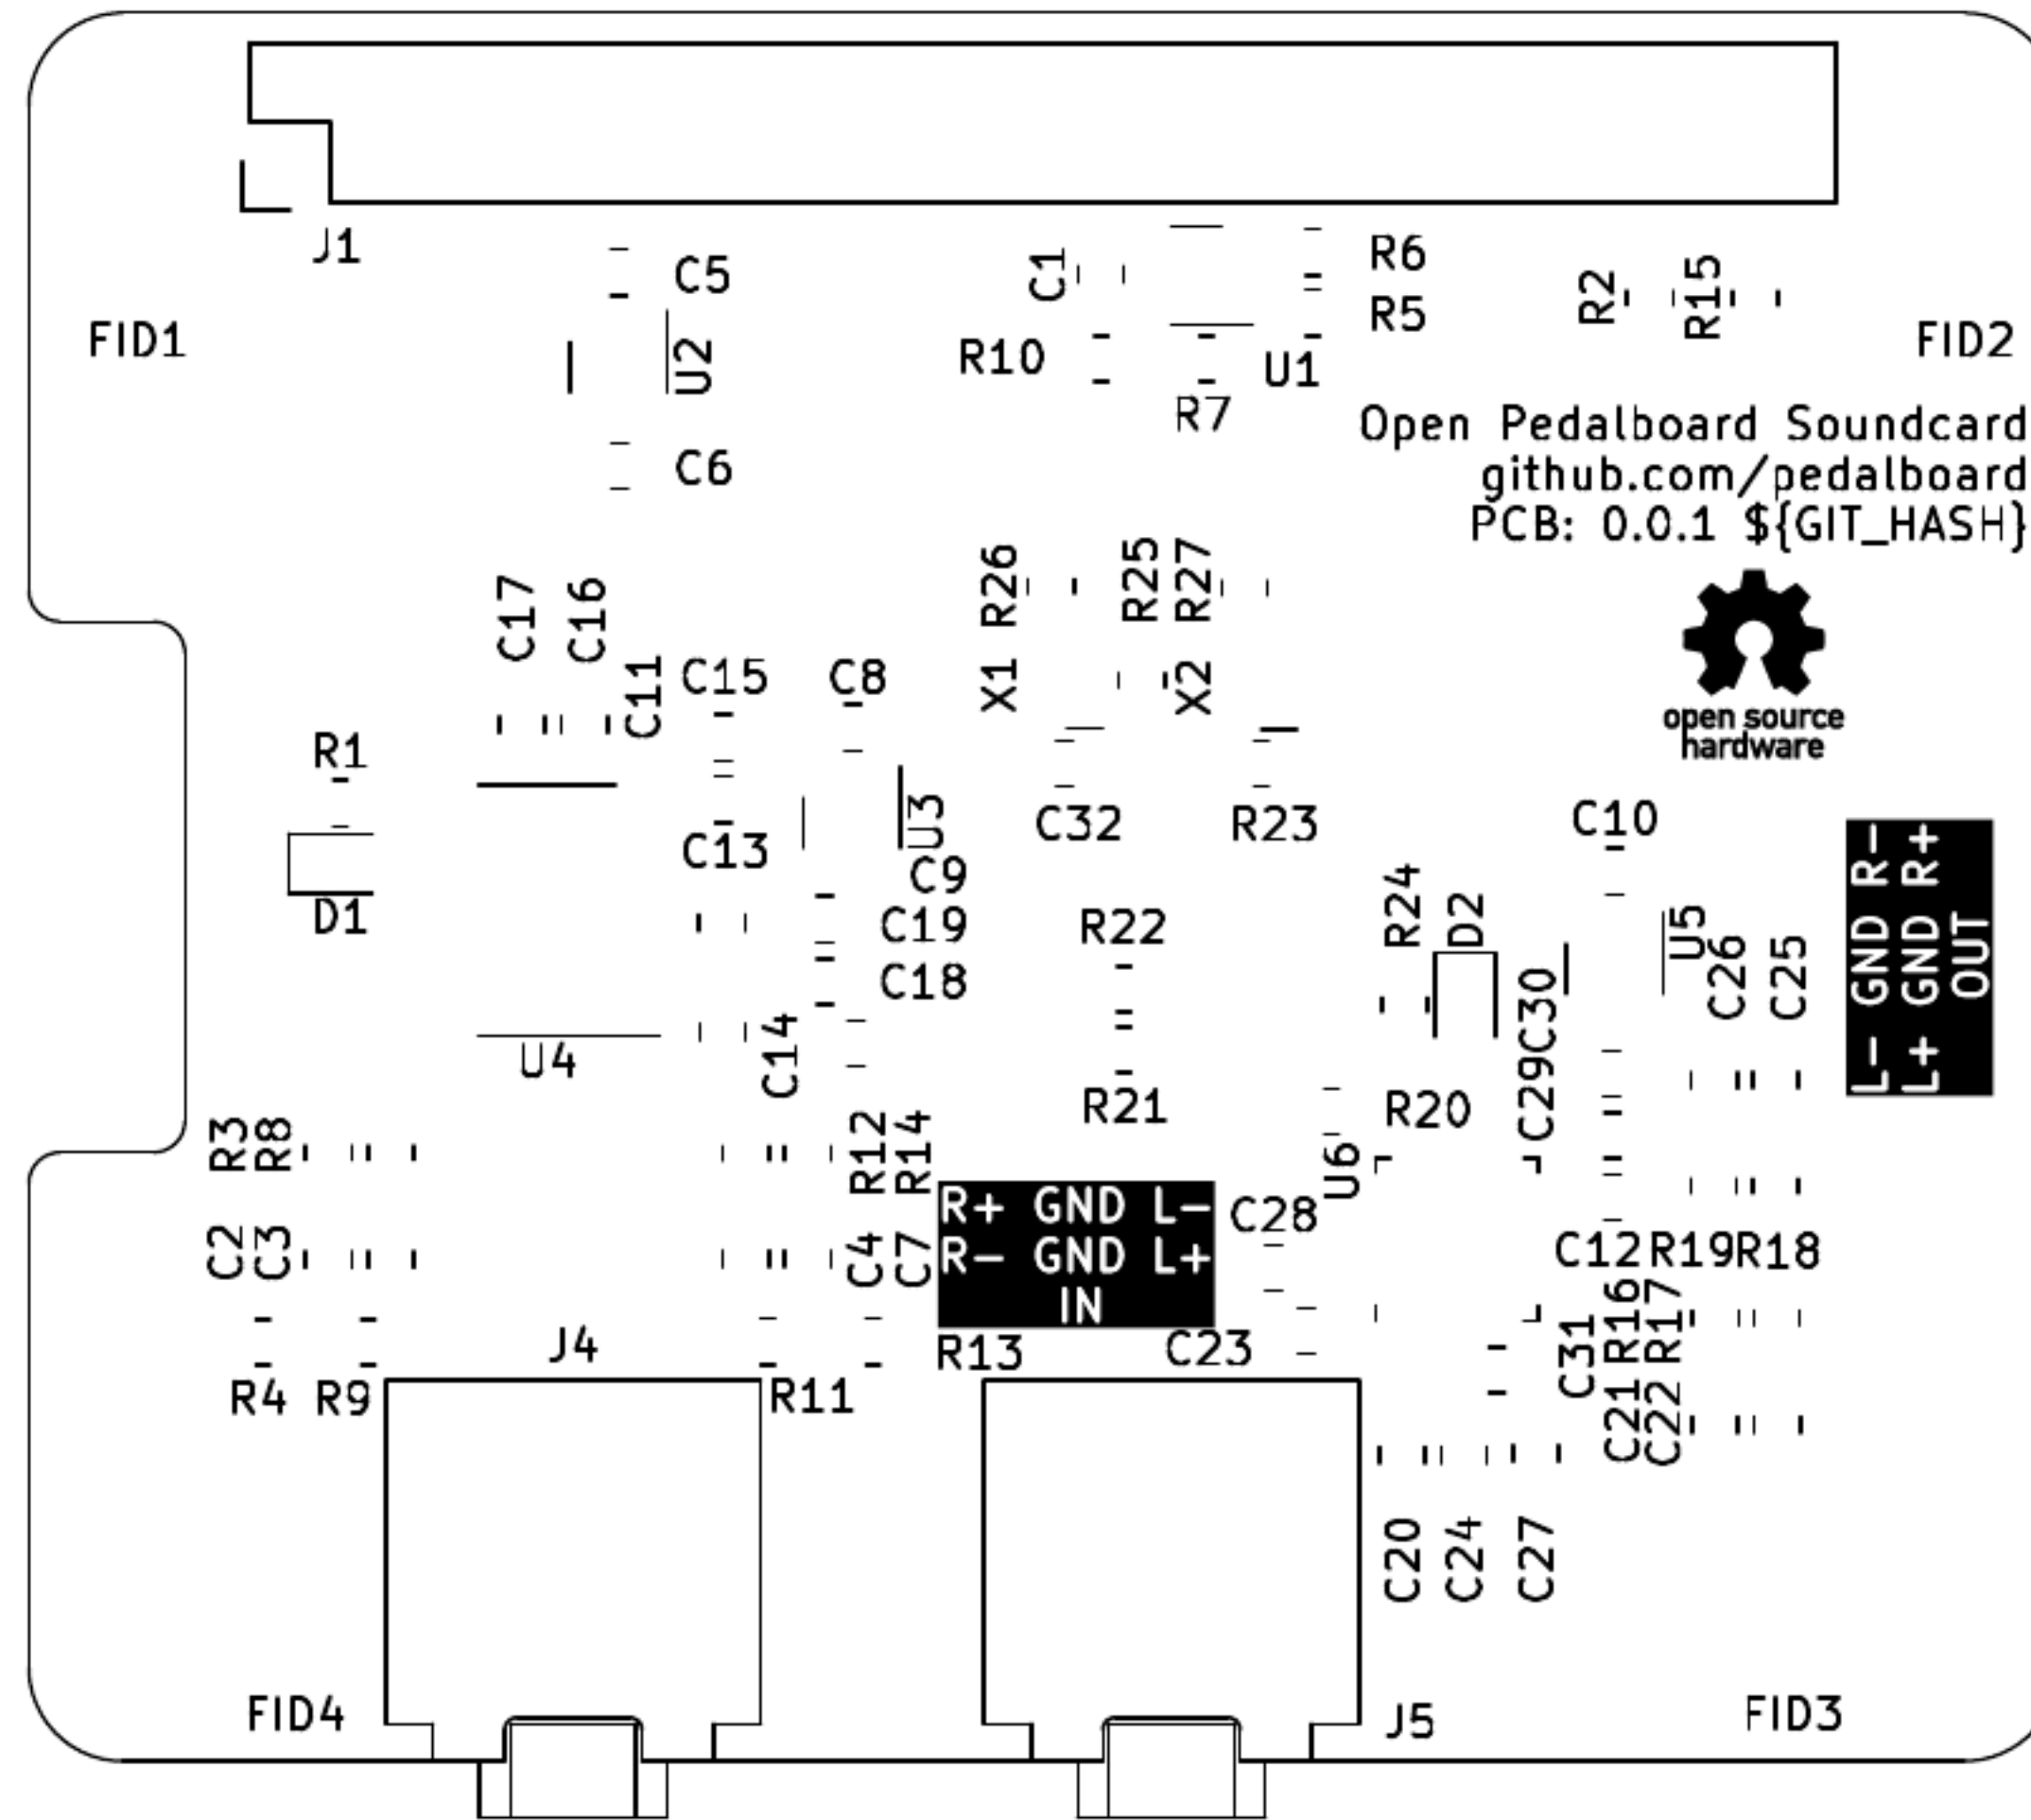 J1
C5
C1
R6
R5
R2
R15
FID1
U2
R10
U1
FID2
R7
Open Pedalboard Soundcard
github.com/pedalboard
PCB: 0.0.1 ${GIT_HASH}
C6
R26
R25
R27
C17
C16
C11
C15
C8
X1
X2
open source
hardware
R1
U3
C13
C32
R23
C10
C9
D1
C19
C18
R22
R24
D2
U5
C26
C25
L- GND R-
L+ GND R+
OUT
C30
C29
U4
C14
R21
R20
R3
R8
R12
R14
U6
R+ GND L-
R- GND L+
IN
C28
C2
C3
C4
C7
C12
R19
R18
R16
R17
J4
R13
C23
C31
R4
R9
R11
C21
C22
C20
C24
C27
FID4
J5
FID3